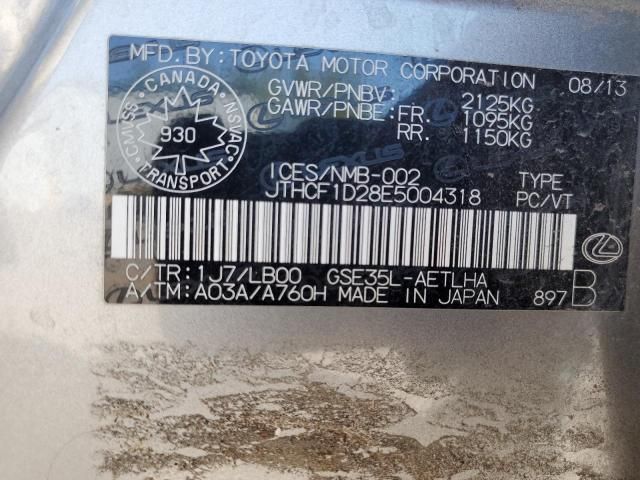 MFD. BY: TOYOTA MOTOR CORPORATION 08/13
GVWR/PNBV: 2125KG
GAWR/PNBE: FR. 1095KG
RR. 1150KG
CANADA
CMVSS NSVAC
930
TRANSPORT
ICES/NMB-002
JTHCF1D28E5004318
TYPE:
PC/VT
C/TR: 1J7/LB00 GSE35L-AETLHA
A/TM: A03A/A760H MADE IN JAPAN 897
B